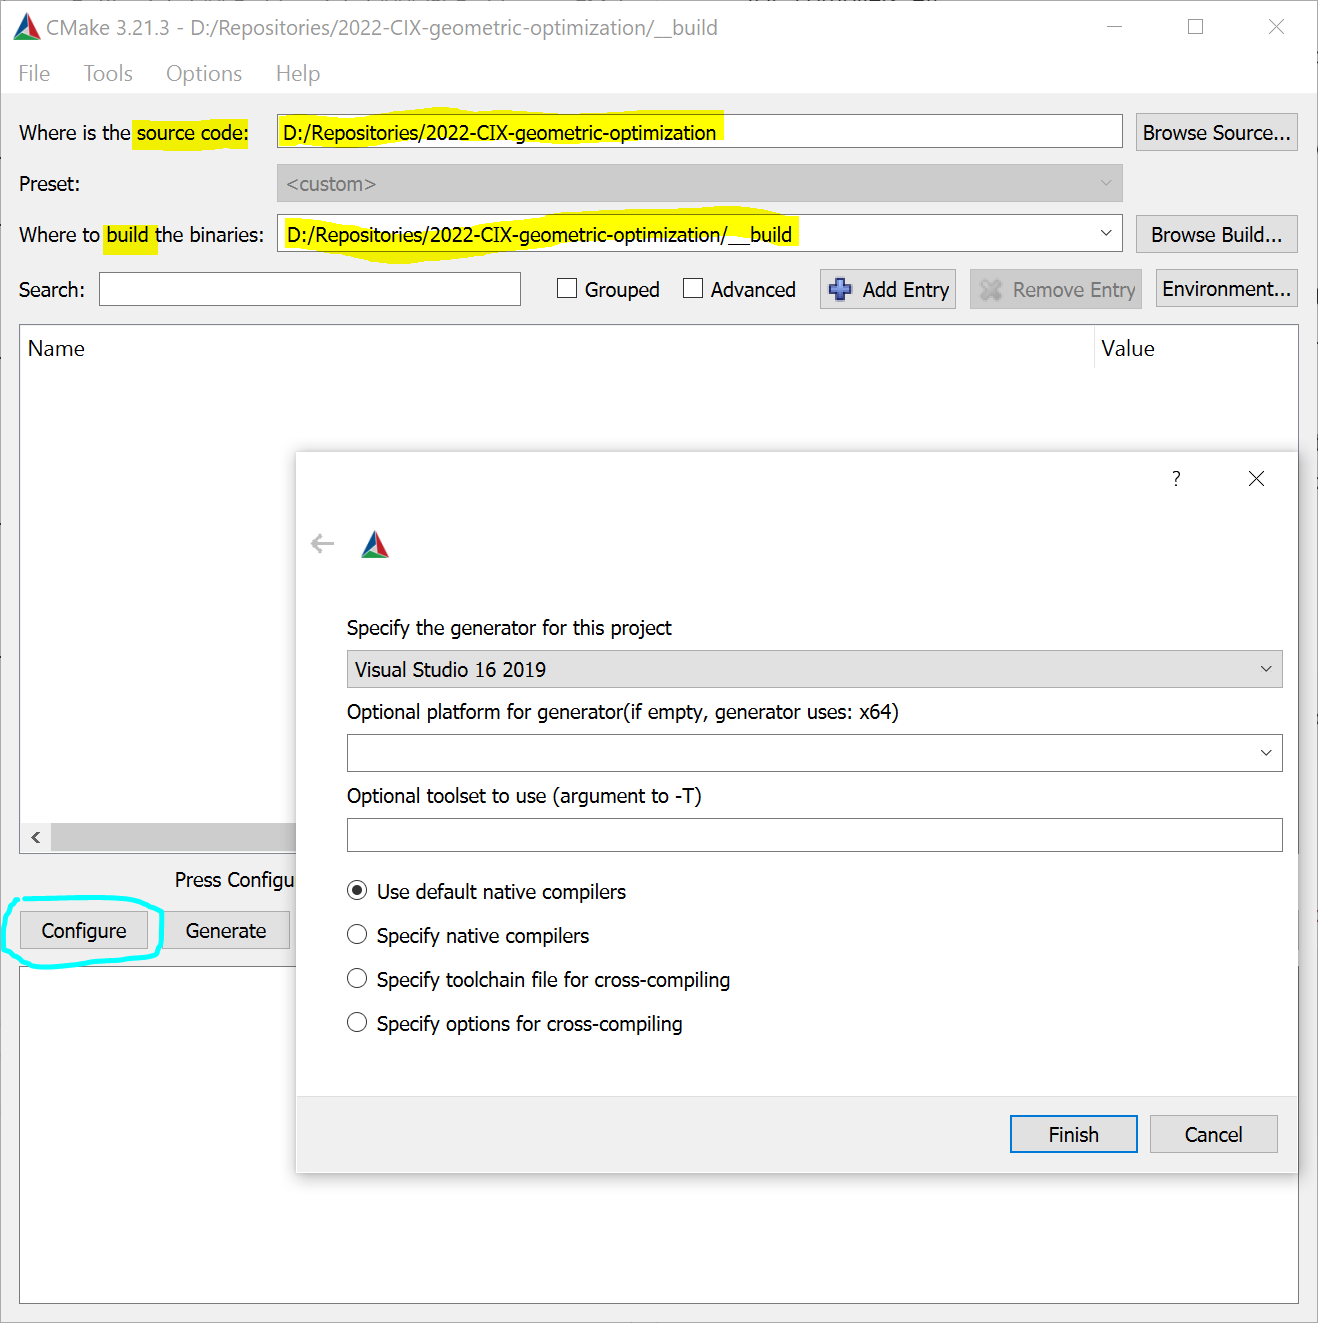 CMake 3.21.3 - D:/Repositories/2022-CIX-geometric-optimization/__build
File Tools Options Help
Where is the source code: D:/Repositories/2022-CIX-geometric-optimization Browse Source...
Preset: <custom>
Where to build the binaries: D:/Repositories/2022-CIX-geometric-optimization/__build Browse Build...
Search: Grouped Advanced Add Entry Remove Entry Environment...
Name Value
?
Specify the generator for this project
Visual Studio 16 2019
Optional platform for generator(if empty, generator uses: x64)
Optional toolset to use (argument to -T)
Press Configu
Use default native compilers
Configure Generate
Specify native compilers
Specify toolchain file for cross-compiling
Specify options for cross-compiling
Finish Cancel